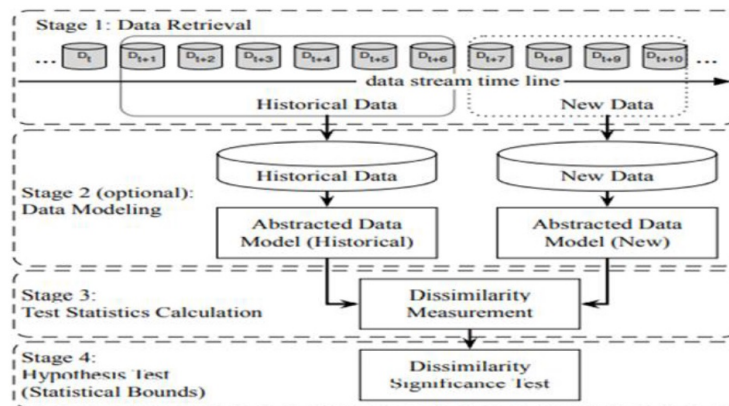 Stage 1: Data Retrieval
... Dt Dt+1 Dt+2 Dt+3 Dt+4 Dt+5 Dt+6 Dt+7 Dt+8 Dt+9 Dt+10 ...
data stream time line
Historical Data New Data
Historical Data New Data
Stage 2 (optional):
Data Modeling
Abstracted Data Abstracted Data
Model (Historical) Model (New)
Stage 3:
Test Statistics Calculation
Dissimilarity
Measurement
Stage 4:
Hypothesis Test
(Statistical Bounds)
Dissimilarity
Significance Test